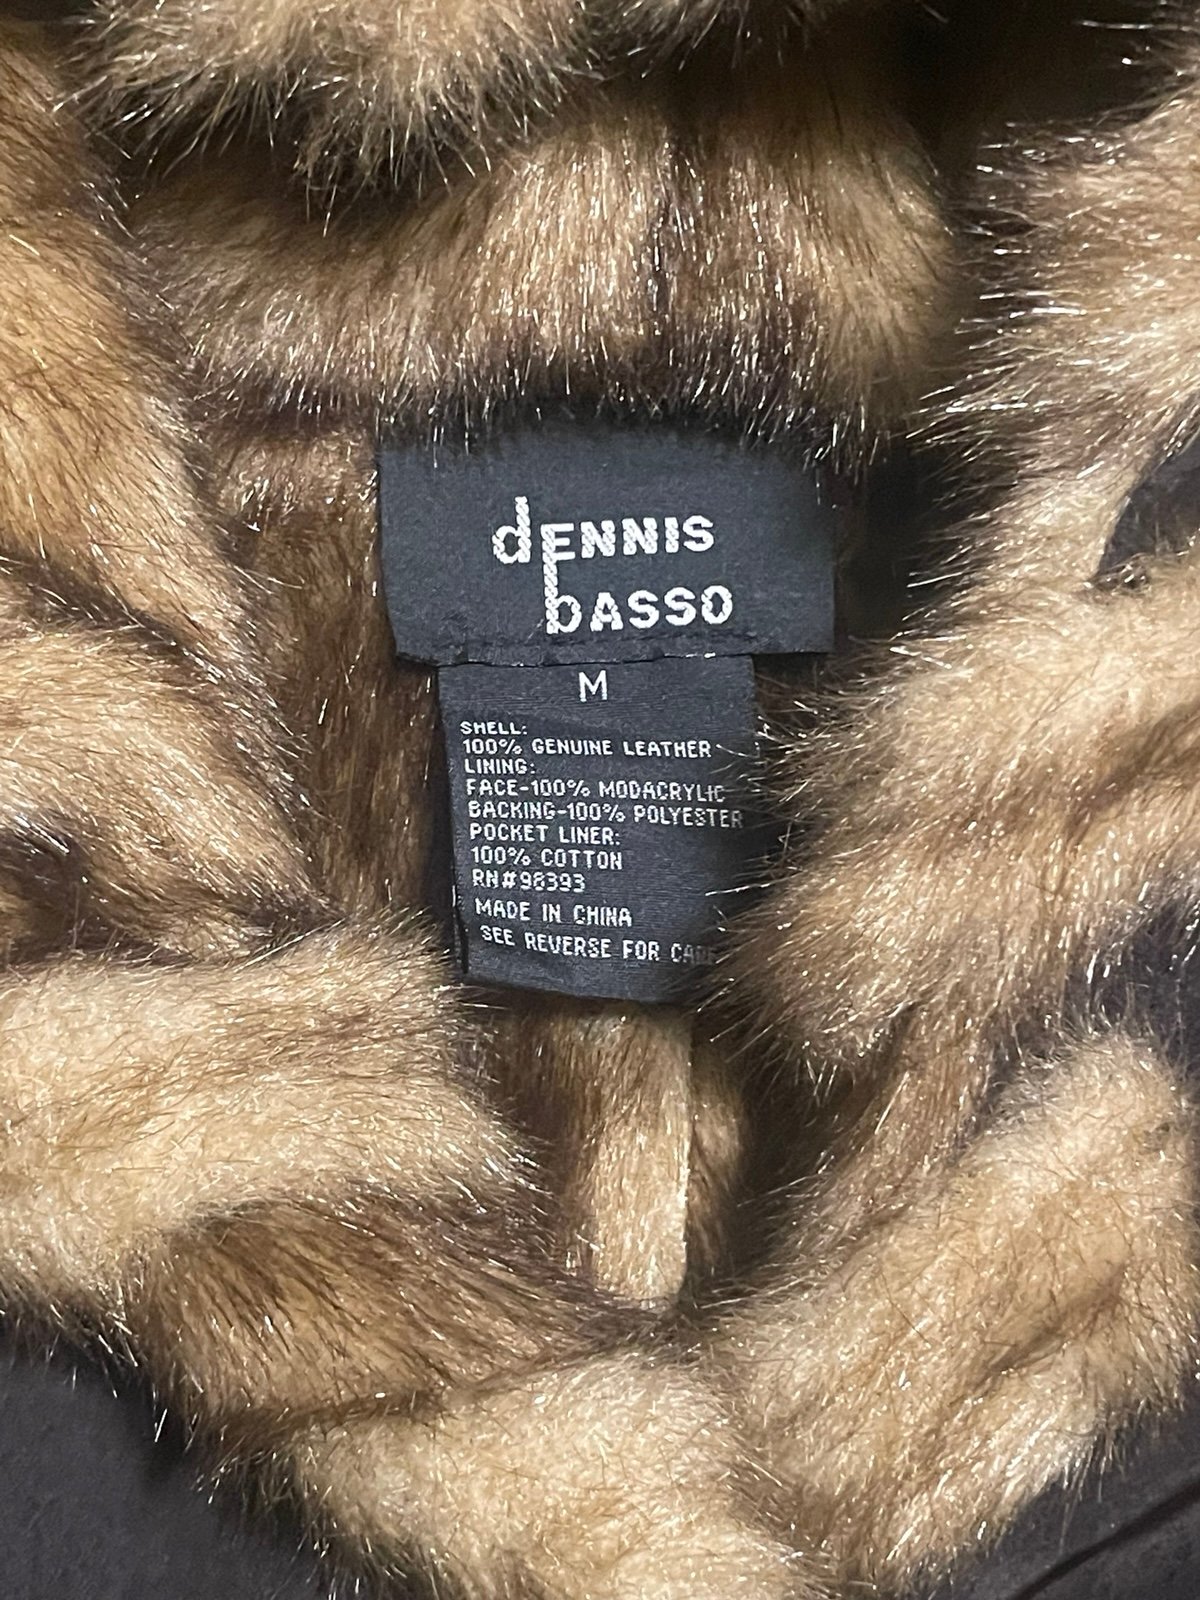 dENNIS
bASSO
M
SHELL:
100% GENUINE LEATHER
LINING:
FACE-100% MODACRYLIC
BACKING-100% POLYESTER
POCKET LINER:
100% COTTON
RN#98393
MADE IN CHINA
SEE REVERSE FOR CARE